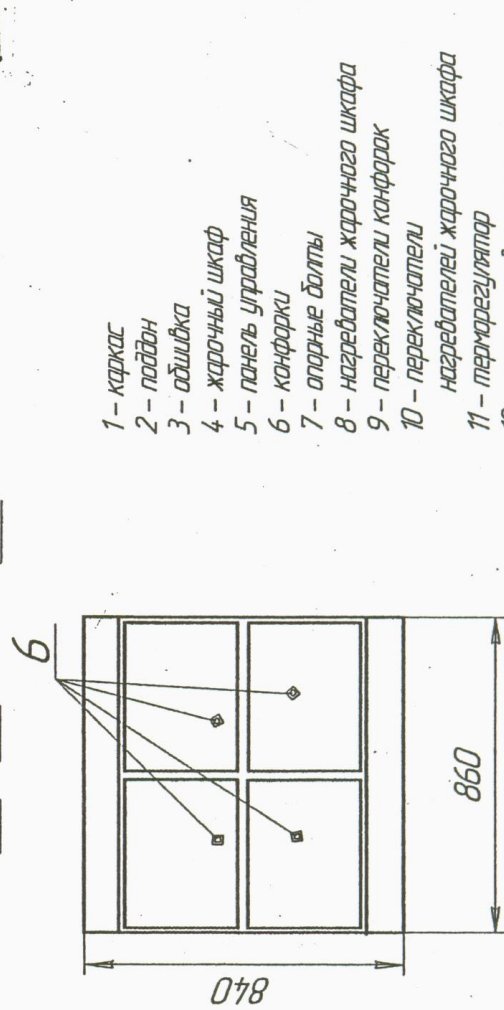 6
840
860
1 – каркас
2 – поддон
3 – обшивка
4 – жарочный шкаф
5 – панель управления
6 – конфорки
7 – опорные болты
8 – нагреватели жарочного шкафа
9 – переключатели конфорок
10 – переключатели
нагревателей жарочного шкафа
11 – терморегулятор